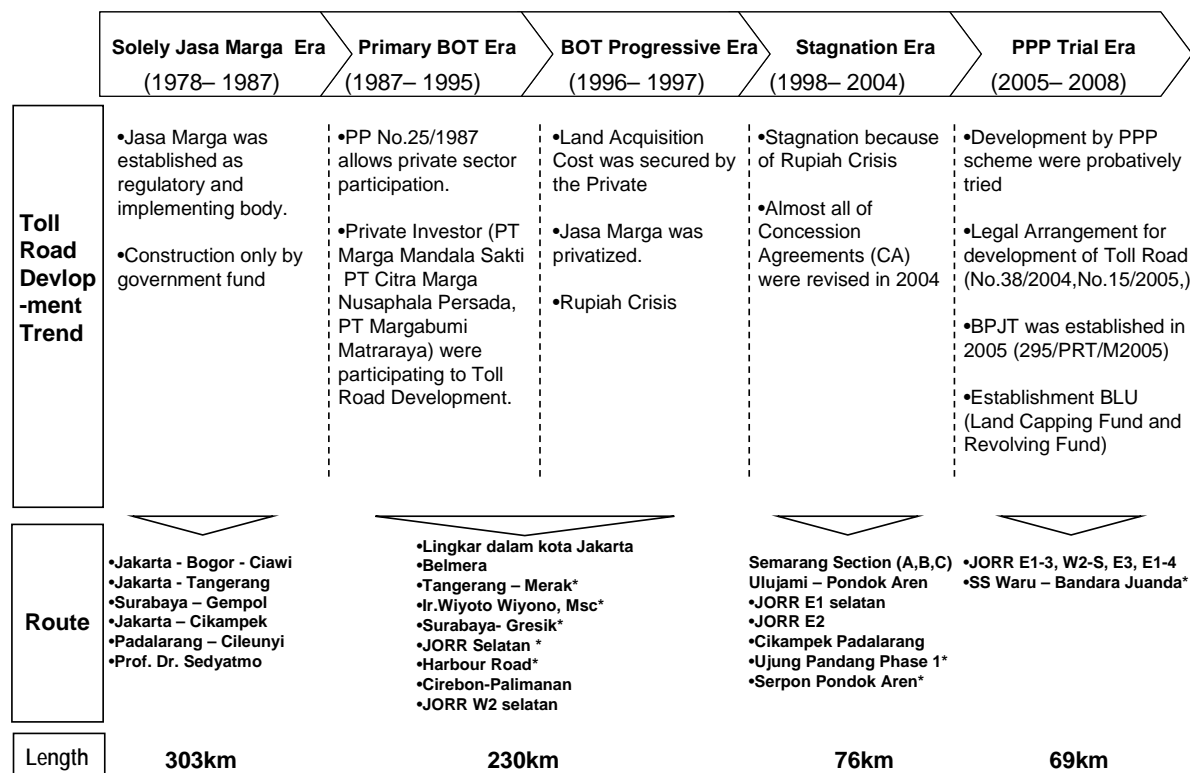 Solely Jasa Marga Era
(1978– 1987)
Primary BOT Era
(1987– 1995)
BOT Progressive Era
(1996– 1997)
Stagnation Era
(1998– 2004)
PPP Trial Era
(2005– 2008)
Toll
Road
Devlop
-ment
Trend
•Jasa Marga was
established as
regulatory and
implementing body.
•Construction only by
government fund
•PP No.25/1987
allows private sector
participation.
•Private Investor (PT
Marga Mandala Sakti
PT Citra Marga
Nusaphala Persada,
PT Margabumi
Matraraya) were
participating to Toll
Road Development.
•Land Acquisition
Cost was secured by
the Private
•Jasa Marga was
privatized.
•Rupiah Crisis
•Stagnation because
of Rupiah Crisis
•Almost all of
Concession
Agreements (CA)
were revised in 2004
•Development by PPP
scheme were probatively
tried
•Legal Arrangement for
development of Toll Road
(No.38/2004,No.15/2005,)
•BPJT was established in
2005 (295/PRT/M2005)
•Establishment BLU
(Land Capping Fund and
Revolving Fund)
Route
•Jakarta - Bogor - Ciawi
•Jakarta - Tangerang
•Surabaya – Gempol
•Jakarta – Cikampek
•Padalarang – Cileunyi
•Prof. Dr. Sedyatmo
•Lingkar dalam kota Jakarta
•Belmera
•Tangerang – Merak*
•Ir.Wiyoto Wiyono, Msc*
•Surabaya- Gresik*
•JORR Selatan *
•Harbour Road*
•Cirebon-Palimanan
•JORR W2 selatan
Semarang Section (A,B,C)
Ulujami – Pondok Aren
•JORR E1 selatan
•JORR E2
•Cikampek Padalarang
•Ujung Pandang Phase 1*
•Serpon Pondok Aren*
•JORR E1-3, W2-S, E3, E1-4
•SS Waru – Bandara Juanda*
Length
303km
230km
76km
69km